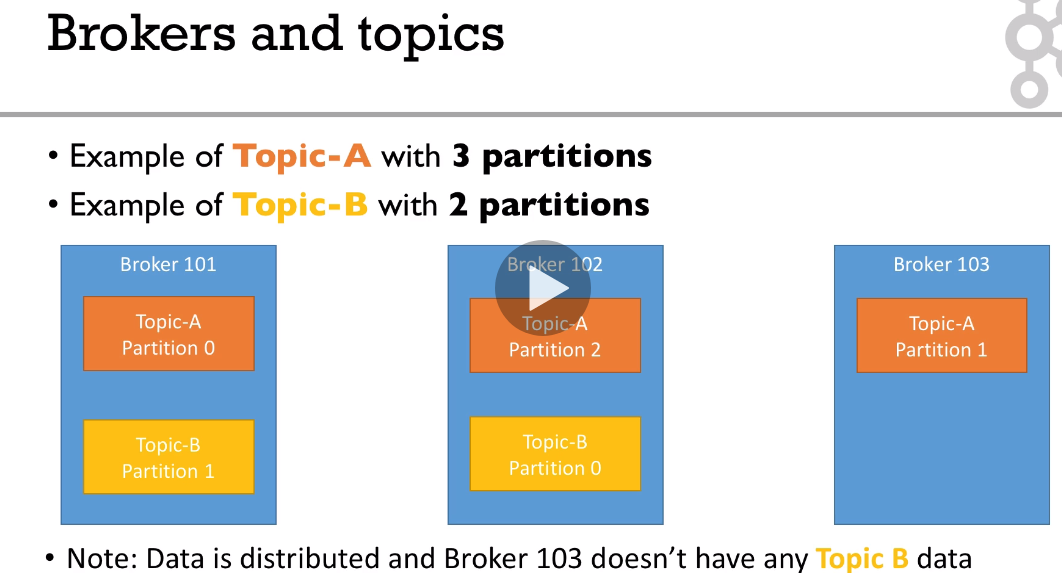 Brokers and topics
• Example of Topic-A with 3 partitions
• Example of Topic-B with 2 partitions
Broker 101
Topic-A
Partition 0
Topic-B
Partition 1
Broker 102
Topic-A
Partition 2
Topic-B
Partition 0
Broker 103
Topic-A
Partition 1
• Note: Data is distributed and Broker 103 doesn't have any Topic B data